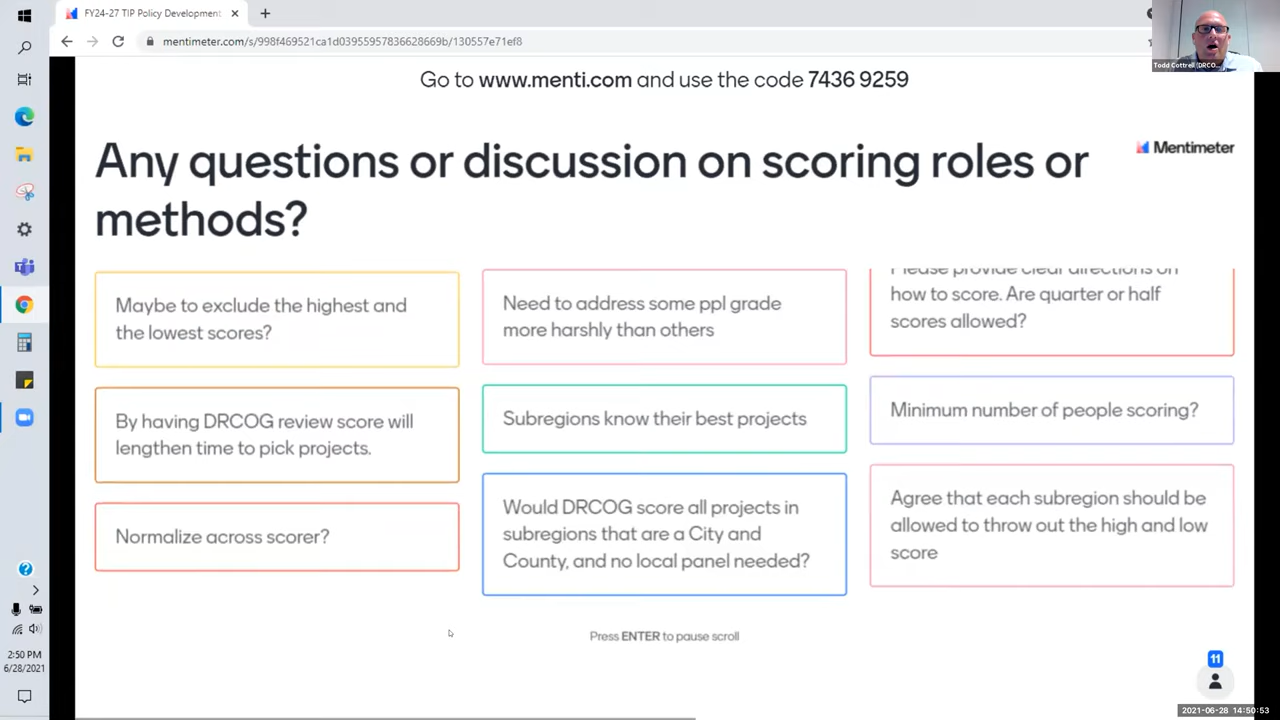 FY24-27 TIP Policy Development
mentimeter.com/s/998f469521ca1d03955957836628669b/130557e71ef8
Todd Cottrell (DRCO...
Go to www.menti.com and use the code 7436 9259
Mentimeter
Any questions or discussion on scoring roles or
methods?
Maybe to exclude the highest and
the lowest scores?
By having DRCOG review score will
lengthen time to pick projects.
Normalize across scorer?
Need to address some ppl grade
more harshly than others
Subregions know their best projects
Would DRCOG score all projects in
subregions that are a City and
County, and no local panel needed?
Please provide clear directions on
how to score. Are quarter or half
scores allowed?
Minimum number of people scoring?
Agree that each subregion should be
allowed to throw out the high and low
score
Press ENTER to pause scroll
11
2:50 PM
6/28/2021
2021-06-28 14:50:53